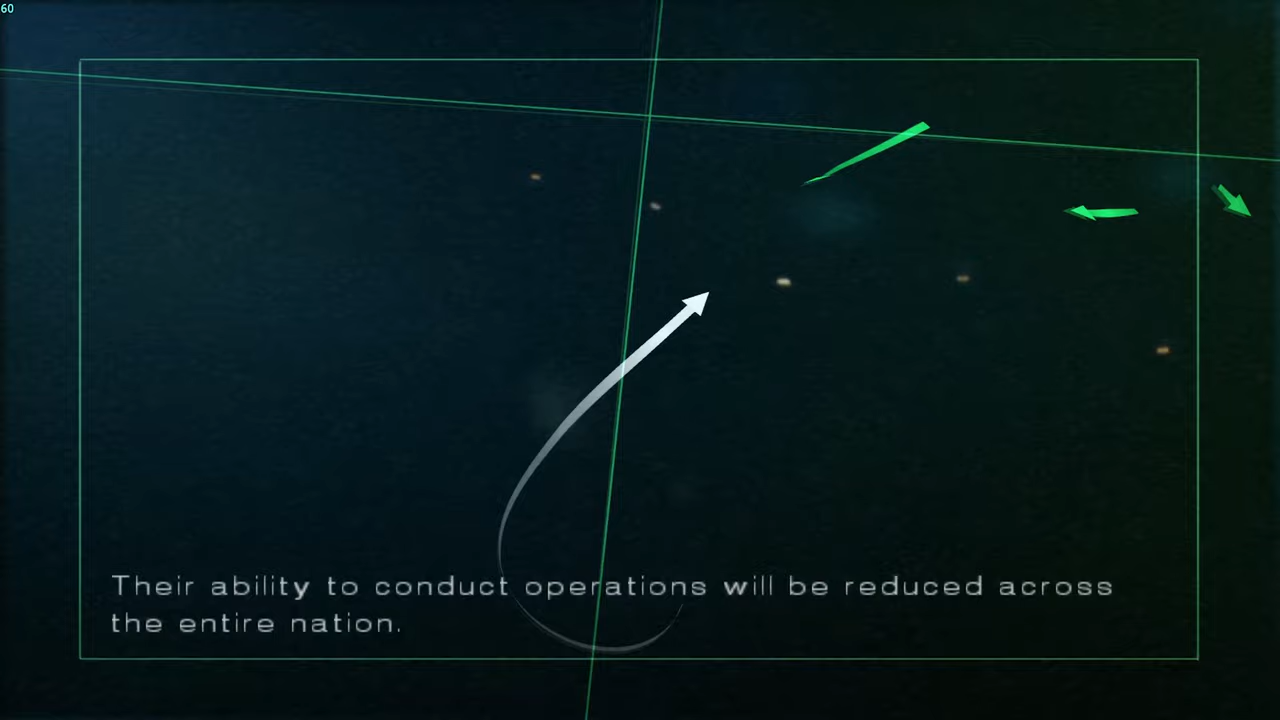 60
Their ability to conduct operations will be reduced across
the entire nation.